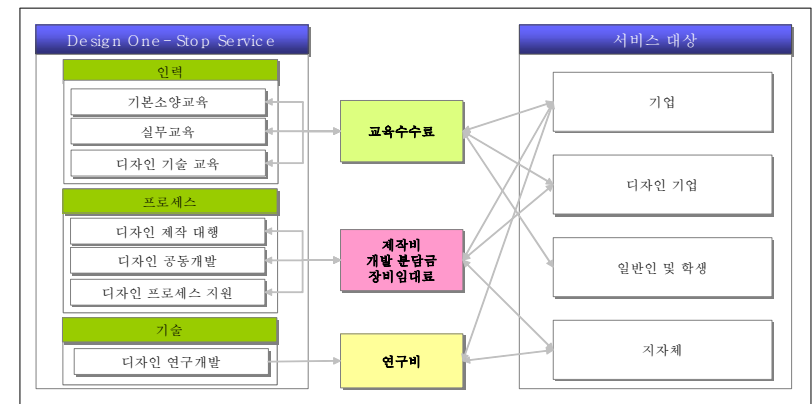 Design One-Stop Service
인력
기본소양교육
실무교육
디자인 기술 교육
프로세스
디자인 제작 대행
디자인 공동개발
디자인 프로세스 지원
기술
디자인 연구개발
교육수수료
제작비
개발 분담금
장비임대료
연구비
서비스 대상
기업
디자인 기업
일반인 및 학생
지자체